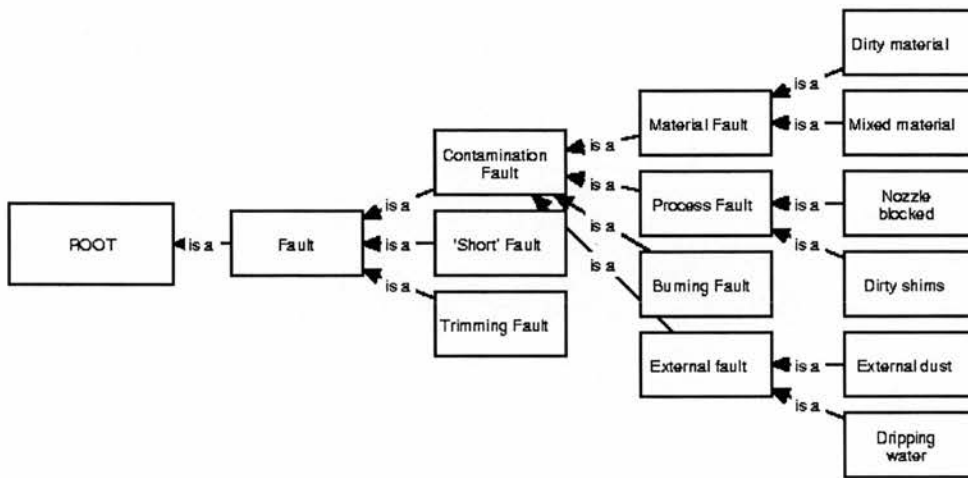 Dirty material
is a
Material Fault
is a
Mixed material
is a
Contamination
Fault
is a
Process Fault
is a
Nozzle
blocked
is a
ROOT
is a
Fault
is a
'Short' Fault
is a
is a
Burning Fault
is a
Dirty shims
is a
Trimming Fault
is a
External fault
is a
External dust
is a
Dripping
water